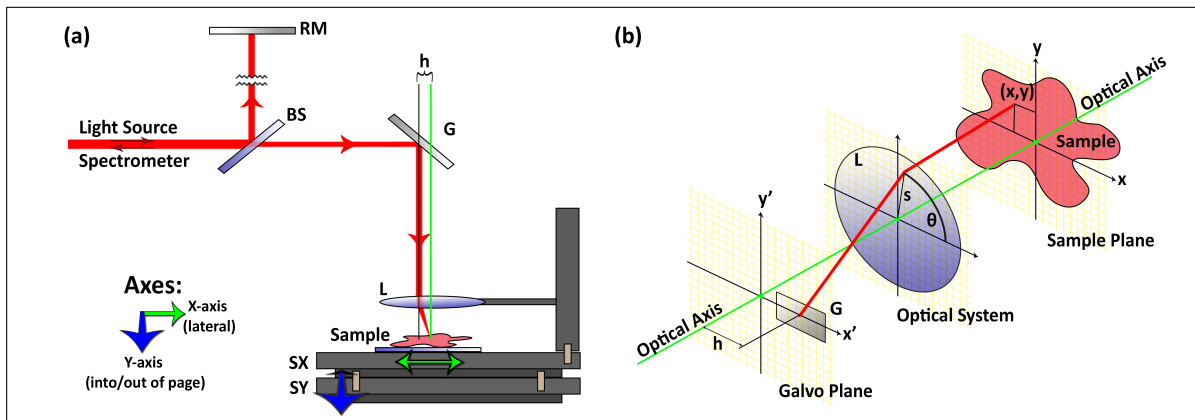 (a)
RM
h
BS
G
Light Source
Spectrometer
L
Axes:
X-axis
(lateral)
Y-axis
(into/out of page)
Sample
SX
SY
(b)
y
Optical Axis
(x,y)
Sample
x
L
s
θ
Sample Plane
y'
Optical System
G
x'
Optical Axis
h
Galvo Plane